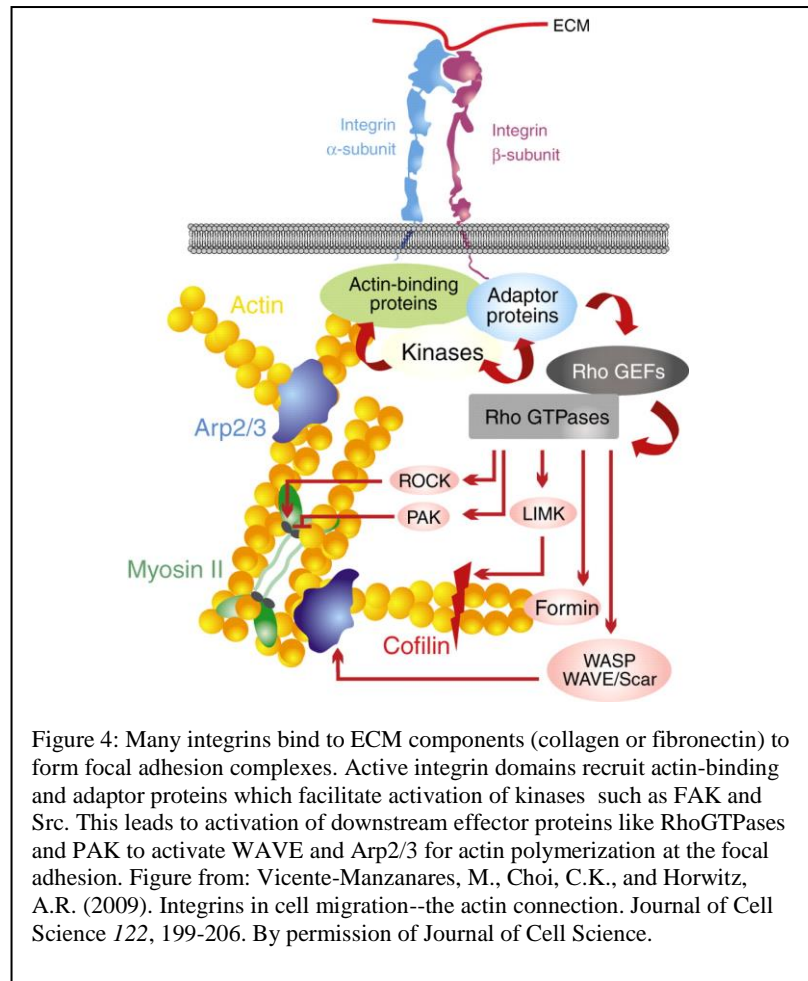 ECM
Integrin
α-subunit
Integrin
β-subunit
Actin-binding
proteins
Adaptor
proteins
Actin
Kinases
Rho GEFs
Rho GTPases
Arp2/3
ROCK
PAK
LIMK
Myosin II
Formin
Cofilin
WASP
WAVE/Scar
Figure 4: Many integrins bind to ECM components (collagen or fibronectin) to
form focal adhesion complexes. Active integrin domains recruit actin-binding
and adaptor proteins which facilitate activation of kinases such as FAK and
Src. This leads to activation of downstream effector proteins like RhoGTPases
and PAK to activate WAVE and Arp2/3 for actin polymerization at the focal
adhesion. Figure from: Vicente-Manzanares, M., Choi, C.K., and Horwitz,
A.R. (2009). Integrins in cell migration--the actin connection. Journal of Cell
Science 122, 199-206. By permission of Journal of Cell Science.